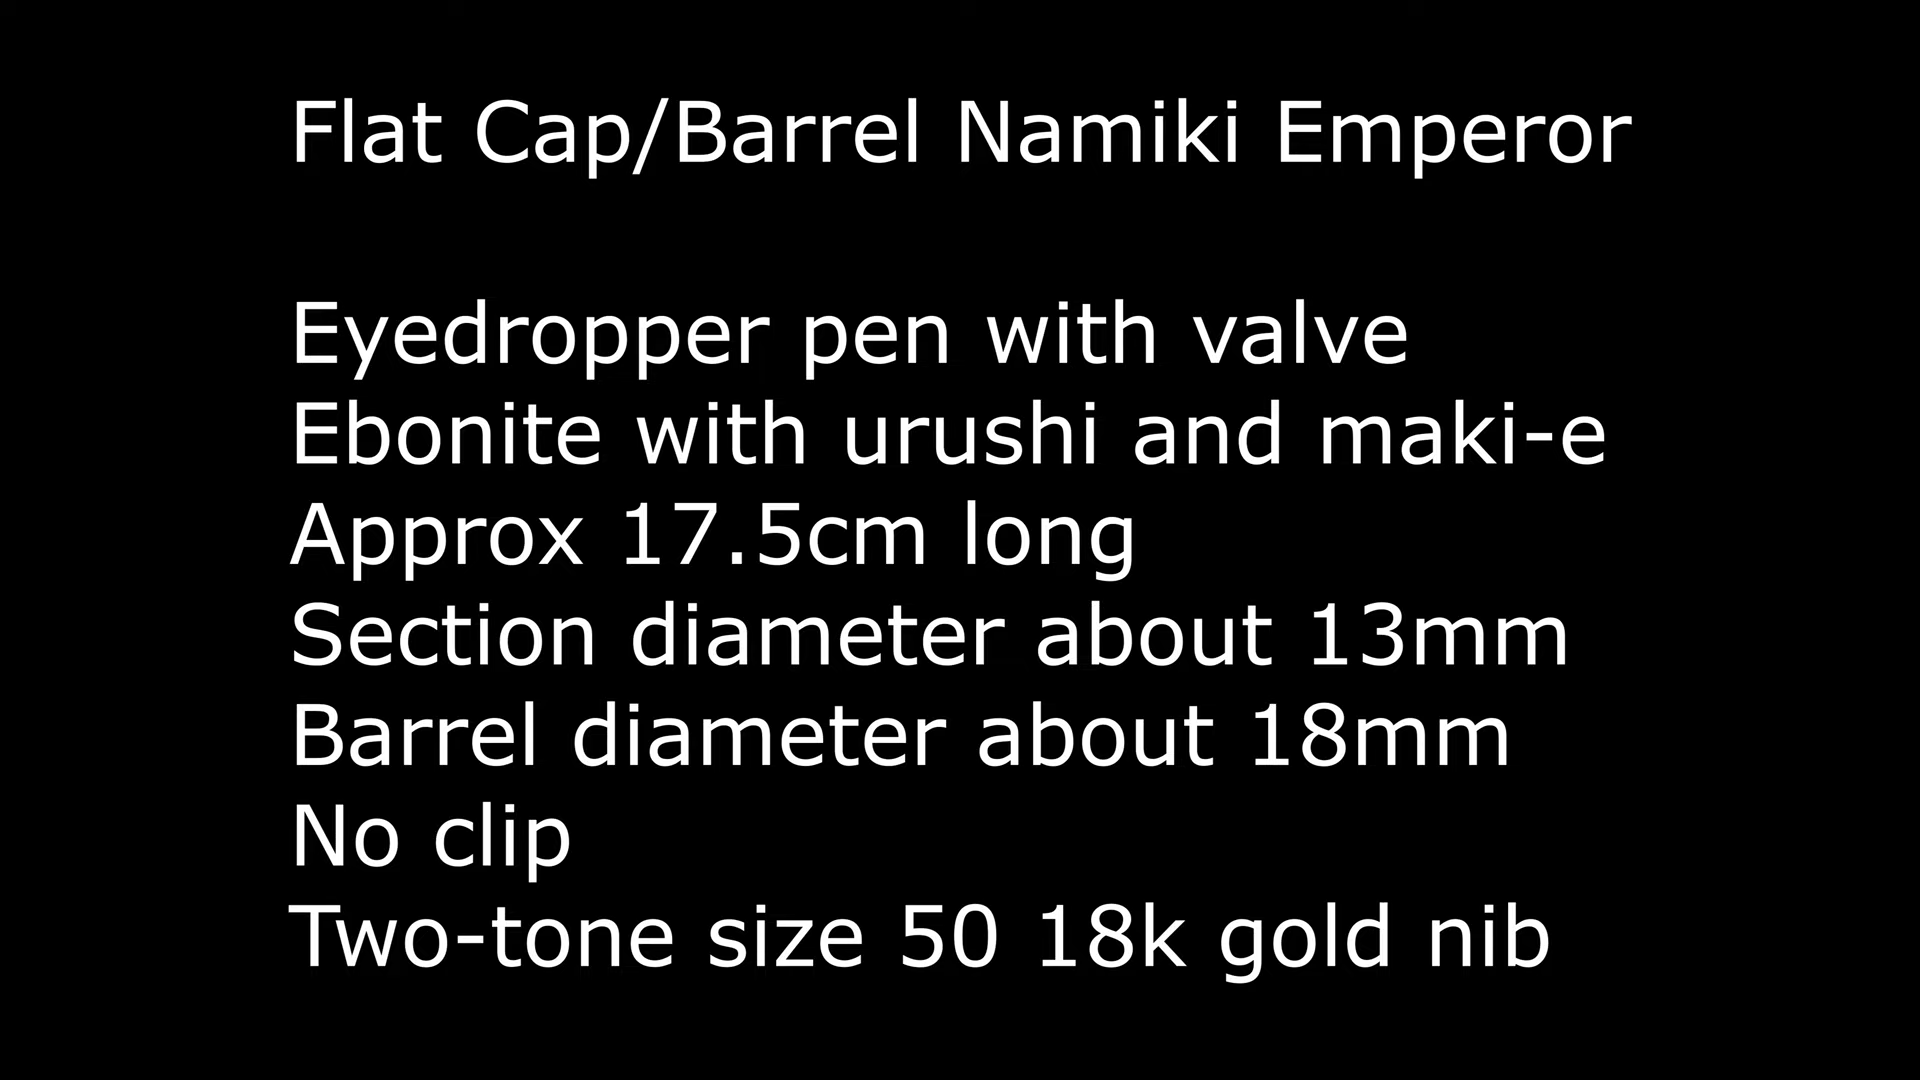 Flat Cap/Barrel Namiki Emperor
Eyedropper pen with valve
Ebonite with urushi and maki-e
Approx 17.5cm long
Section diameter about 13mm
Barrel diameter about 18mm
No clip
Two-tone size 50 18k gold nib